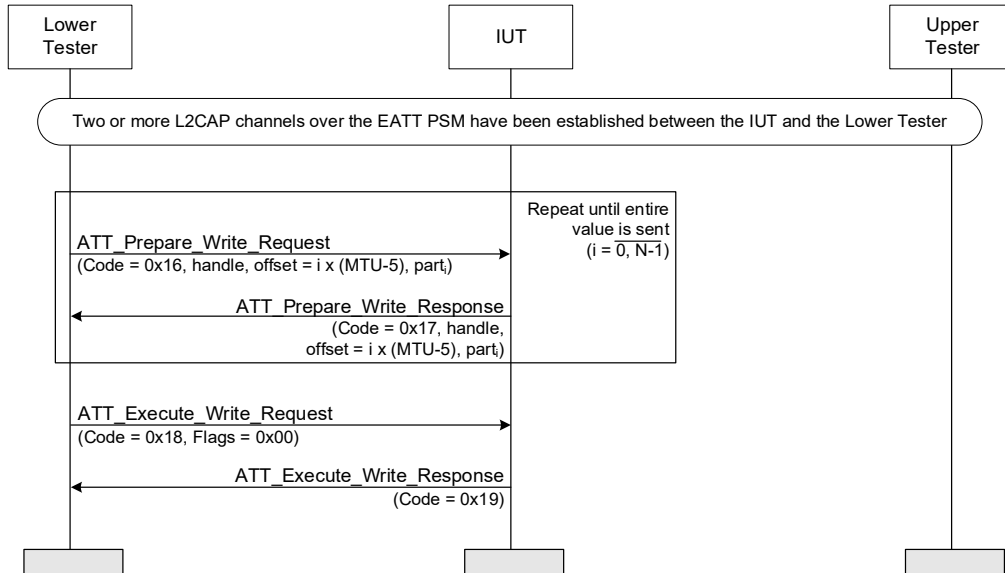 Lower
Tester
IUT
Upper
Tester
Two or more L2CAP channels over the EATT PSM have been established between the IUT and the Lower Tester
Repeat until entire
value is sent
(i = 0, N-1)
ATT_Prepare_Write_Request
(Code = 0x16, handle, offset = i x (MTU-5), partᵢ)
ATT_Prepare_Write_Response
(Code = 0x17, handle,
offset = i x (MTU-5), partᵢ)
ATT_Execute_Write_Request
(Code = 0x18, Flags = 0x00)
ATT_Execute_Write_Response
(Code = 0x19)